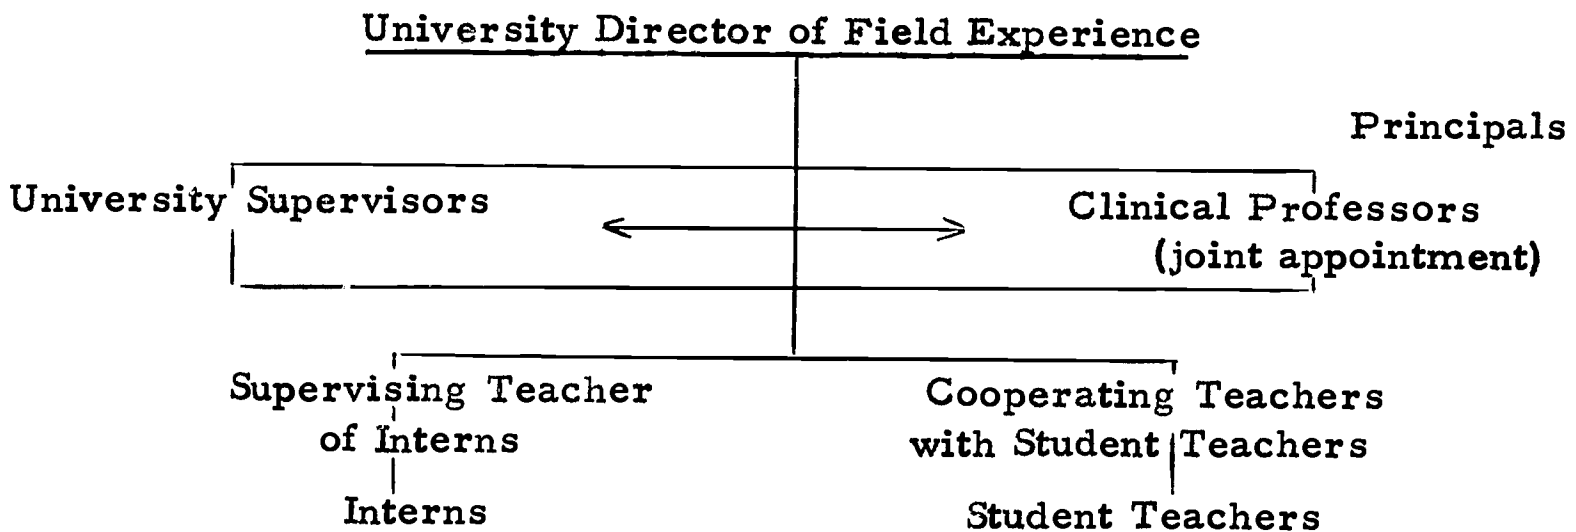 University Director of Field Experience
Principals
University Supervisors
Clinical Professors
(joint appointment)
Supervising Teacher
of Interns
Interns
Cooperating Teachers
with Student Teachers
Student Teachers